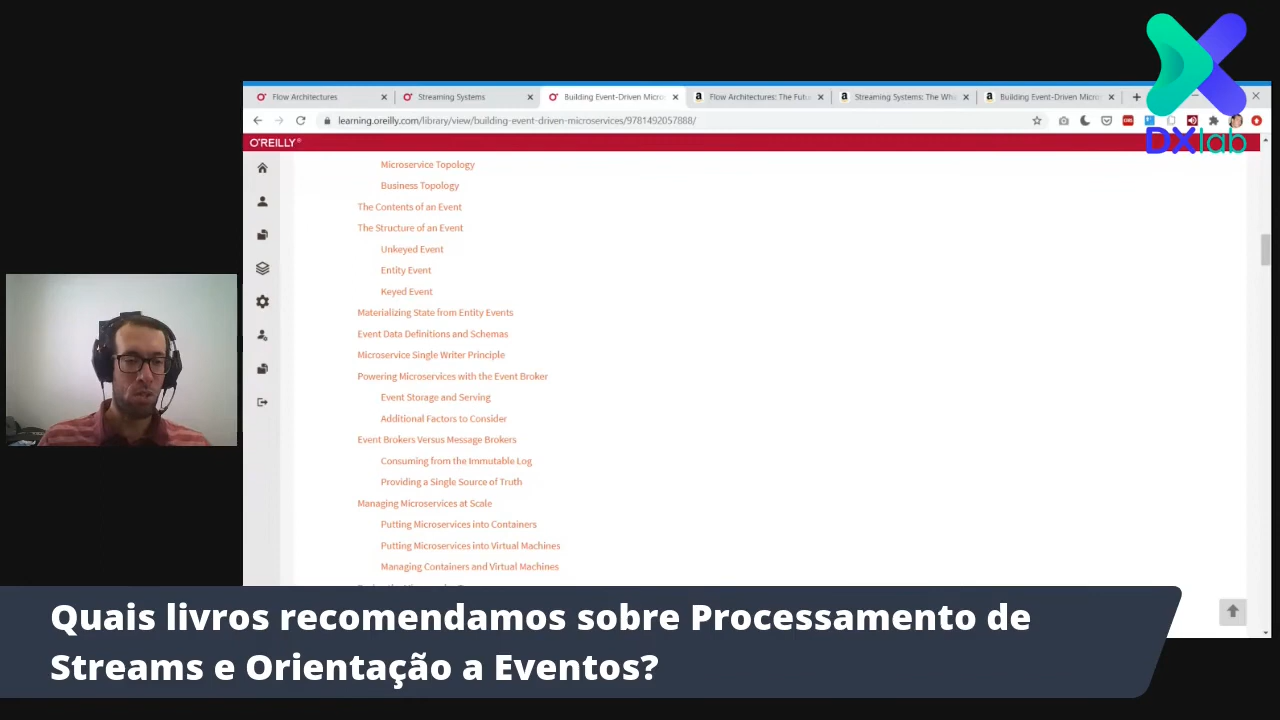 Flow Architectures
Streaming Systems
Building Event-Driven Micro
Flow Architectures: The Futu
Streaming Systems: The Wha
Building Event-Driven Micro
learning.oreilly.com/library/view/building-event-driven-microservices/9781492057888/
O'REILLY®
DXlab
Microservice Topology
Business Topology
The Contents of an Event
The Structure of an Event
Unkeyed Event
Entity Event
Keyed Event
Materializing State from Entity Events
Event Data Definitions and Schemas
Microservice Single Writer Principle
Powering Microservices with the Event Broker
Event Storage and Serving
Additional Factors to Consider
Event Brokers Versus Message Brokers
Consuming from the Immutable Log
Providing a Single Source of Truth
Managing Microservices at Scale
Putting Microservices into Containers
Putting Microservices into Virtual Machines
Managing Containers and Virtual Machines
Quais livros recomendamos sobre Processamento de
Streams e Orientação a Eventos?